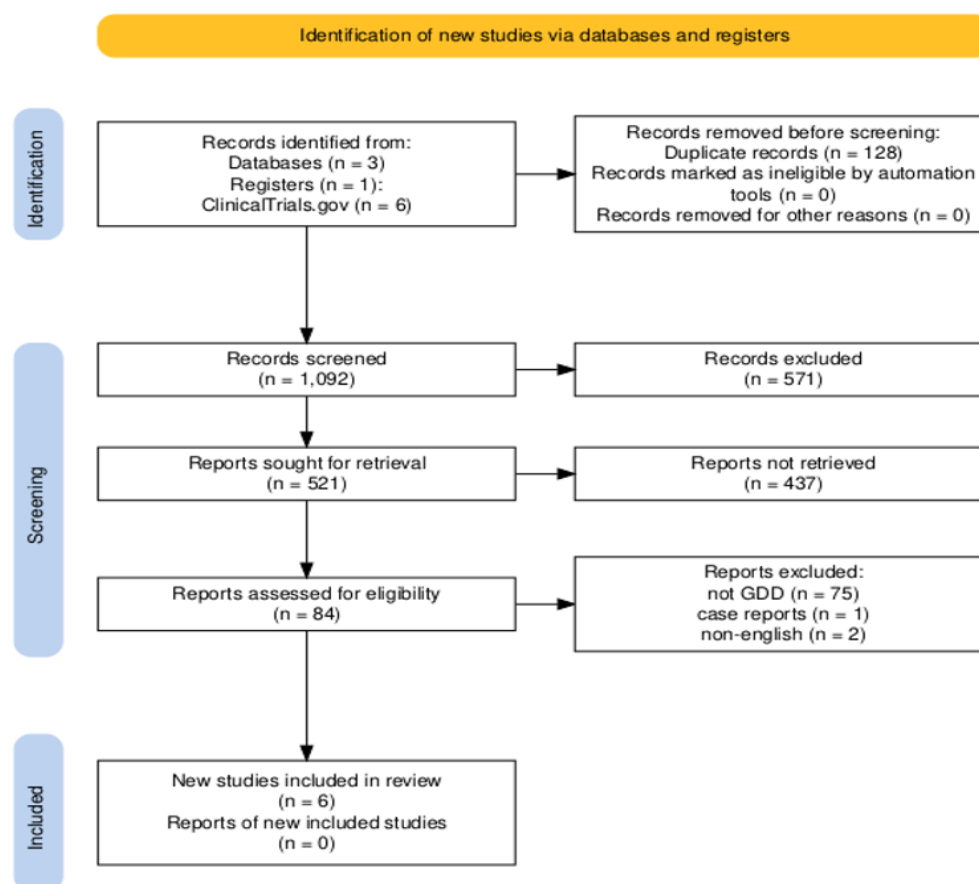 Identification of new studies via databases and registers
Identification
Records identified from:
Databases (n = 3)
Registers (n = 1):
ClinicalTrials.gov (n = 6)
Records removed before screening:
Duplicate records (n = 128)
Records marked as ineligible by automation
tools (n = 0)
Records removed for other reasons (n = 0)
Screening
Records screened
(n = 1,092)
Records excluded
(n = 571)
Reports sought for retrieval
(n = 521)
Reports not retrieved
(n = 437)
Reports assessed for eligibility
(n = 84)
Reports excluded:
not GDD (n = 75)
case reports (n = 1)
non-english (n = 2)
Included
New studies included in review
(n = 6)
Reports of new included studies
(n = 0)